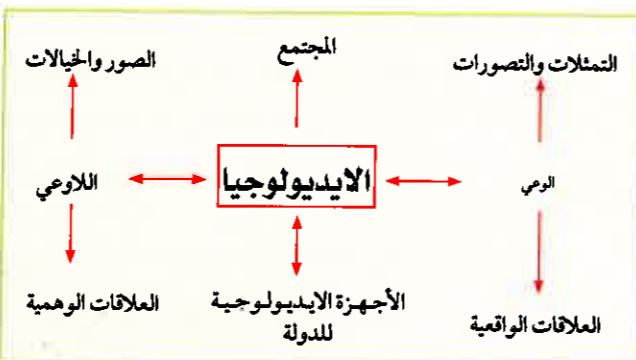 التمثلات والتصورات
المجتمع
الصور والخيالات
الوعي
الايديولوجيا
اللاوعي
العلاقات الواقعية
الأجهزة الايديولوجية
للدولة
العلاقات الوهمية